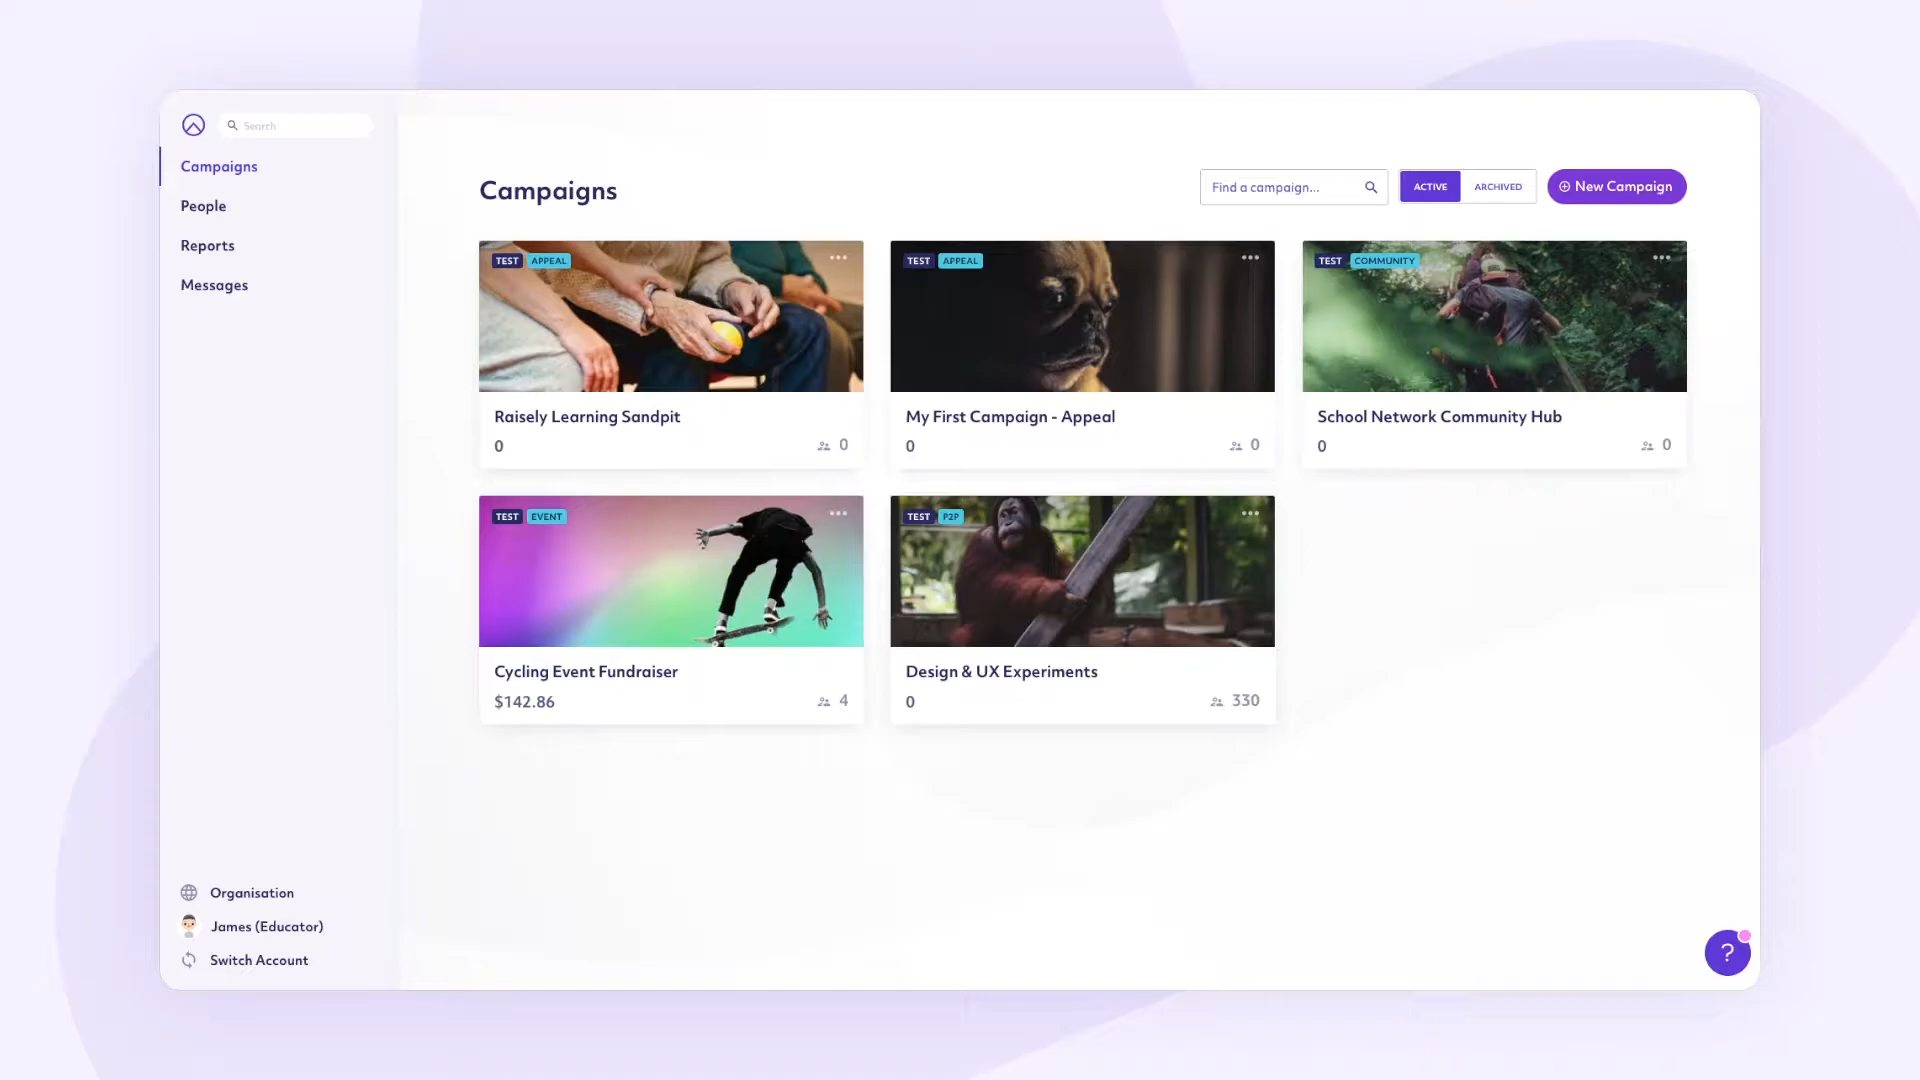 Search
Campaigns
People
Reports
Messages
Campaigns
Find a campaign...
ACTIVE
ARCHIVED
New Campaign
TEST APPEAL
Raisely Learning Sandpit
0
0
TEST APPEAL
My First Campaign - Appeal
0
0
TEST COMMUNITY
School Network Community Hub
0
0
TEST EVENT
Cycling Event Fundraiser
$142.86
4
TEST P2P
Design & UX Experiments
0
330
Organisation
James (Educator)
Switch Account
?